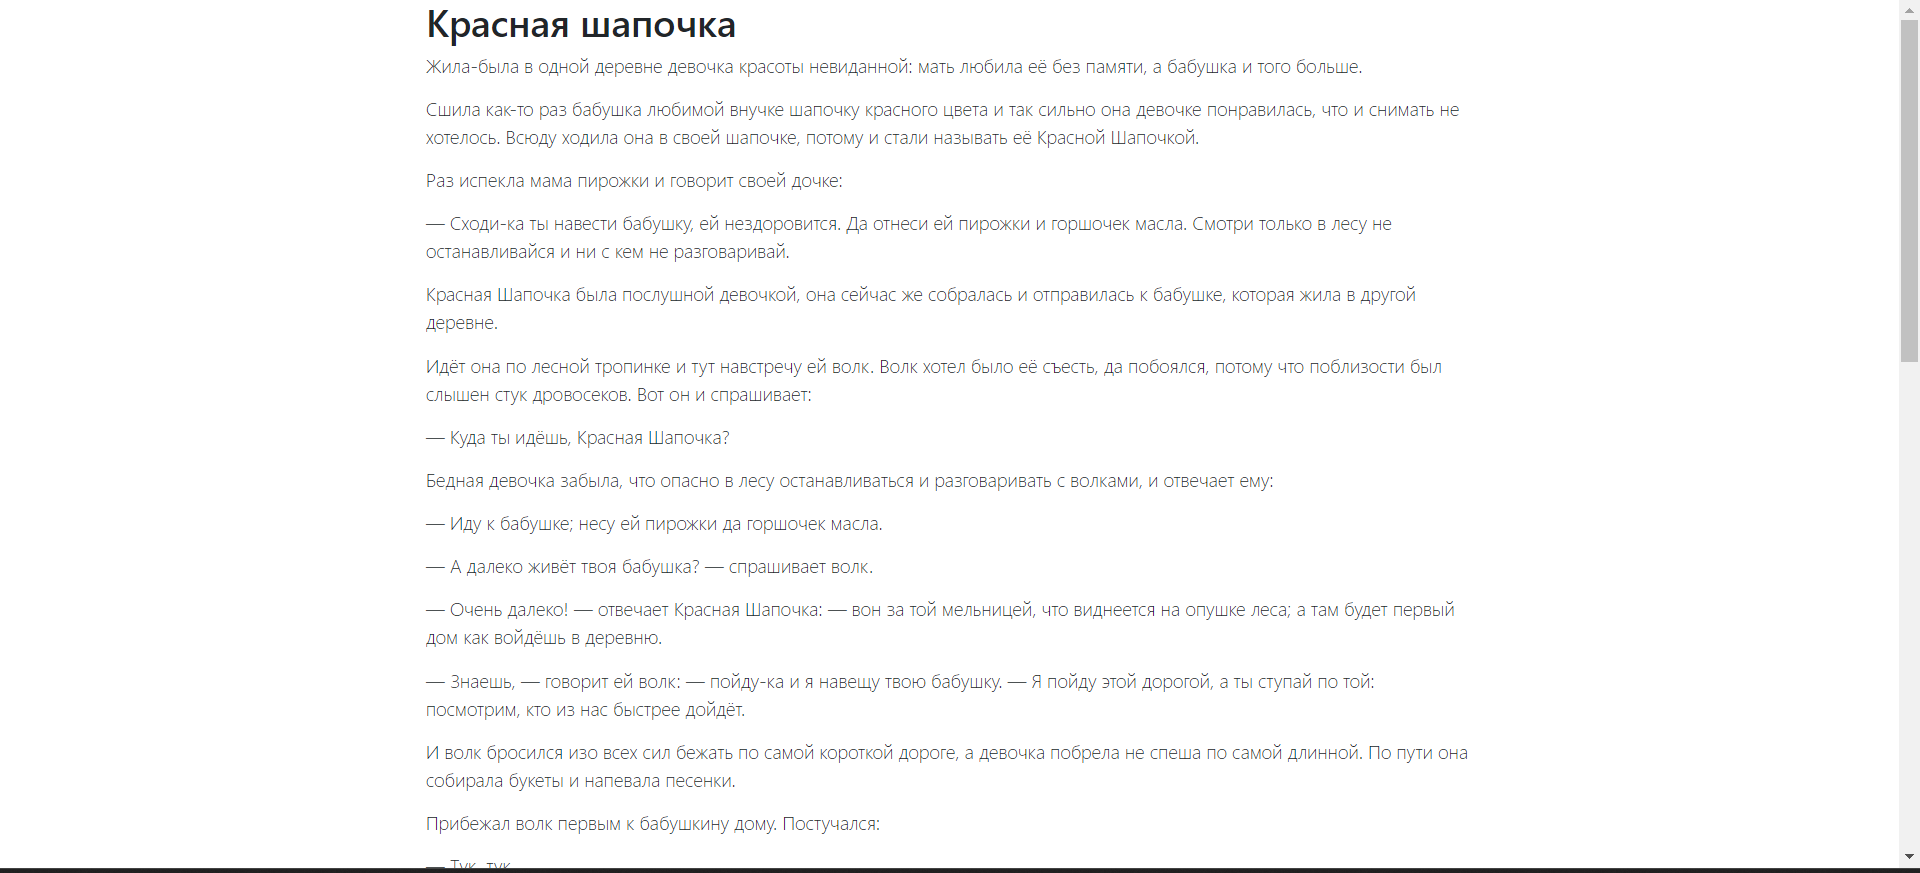 Красная шапочка
Жила-была в одной деревне девочка красоты невиданной: мать любила её без памяти, а бабушка и того больше.
Сшила как-то раз бабушка любимой внучке шапочку красного цвета и так сильно она девочке понравилась, что и снимать не
хотелось. Всюду ходила она в своей шапочке, потому и стали называть её Красной Шапочкой.
Раз испекла мама пирожки и говорит своей дочке:
— Сходи-ка ты навести бабушку, ей нездоровится. Да отнеси ей пирожки и горшочек масла. Смотри только в лесу не
останавливайся и ни с кем не разговаривай.
Красная Шапочка была послушной девочкой, она сейчас же собралась и отправилась к бабушке, которая жила в другой
деревне.
Идёт она по лесной тропинке и тут навстречу ей волк. Волк хотел было её съесть, да побоялся, потому что поблизости был
слышен стук дровосеков. Вот он и спрашивает:
— Куда ты идёшь, Красная Шапочка?
Бедная девочка забыла, что опасно в лесу останавливаться и разговаривать с волками, и отвечает ему:
— Иду к бабушке; несу ей пирожки да горшочек масла.
— А далеко живёт твоя бабушка? — спрашивает волк.
— Очень далеко! — отвечает Красная Шапочка: — вон за той мельницей, что виднеется на опушке леса; а там будет первый
дом как войдёшь в деревню.
— Знаешь, — говорит ей волк: — пойду-ка и я навещу твою бабушку. — Я пойду этой дорогой, а ты ступай по той:
посмотрим, кто из нас быстрее дойдёт.
И волк бросился изо всех сил бежать по самой короткой дороге, а девочка побрела не спеша по самой длинной. По пути она
собирала букеты и напевала песенки.
Прибежал волк первым к бабушкину дому. Постучался:
— Тук, тук